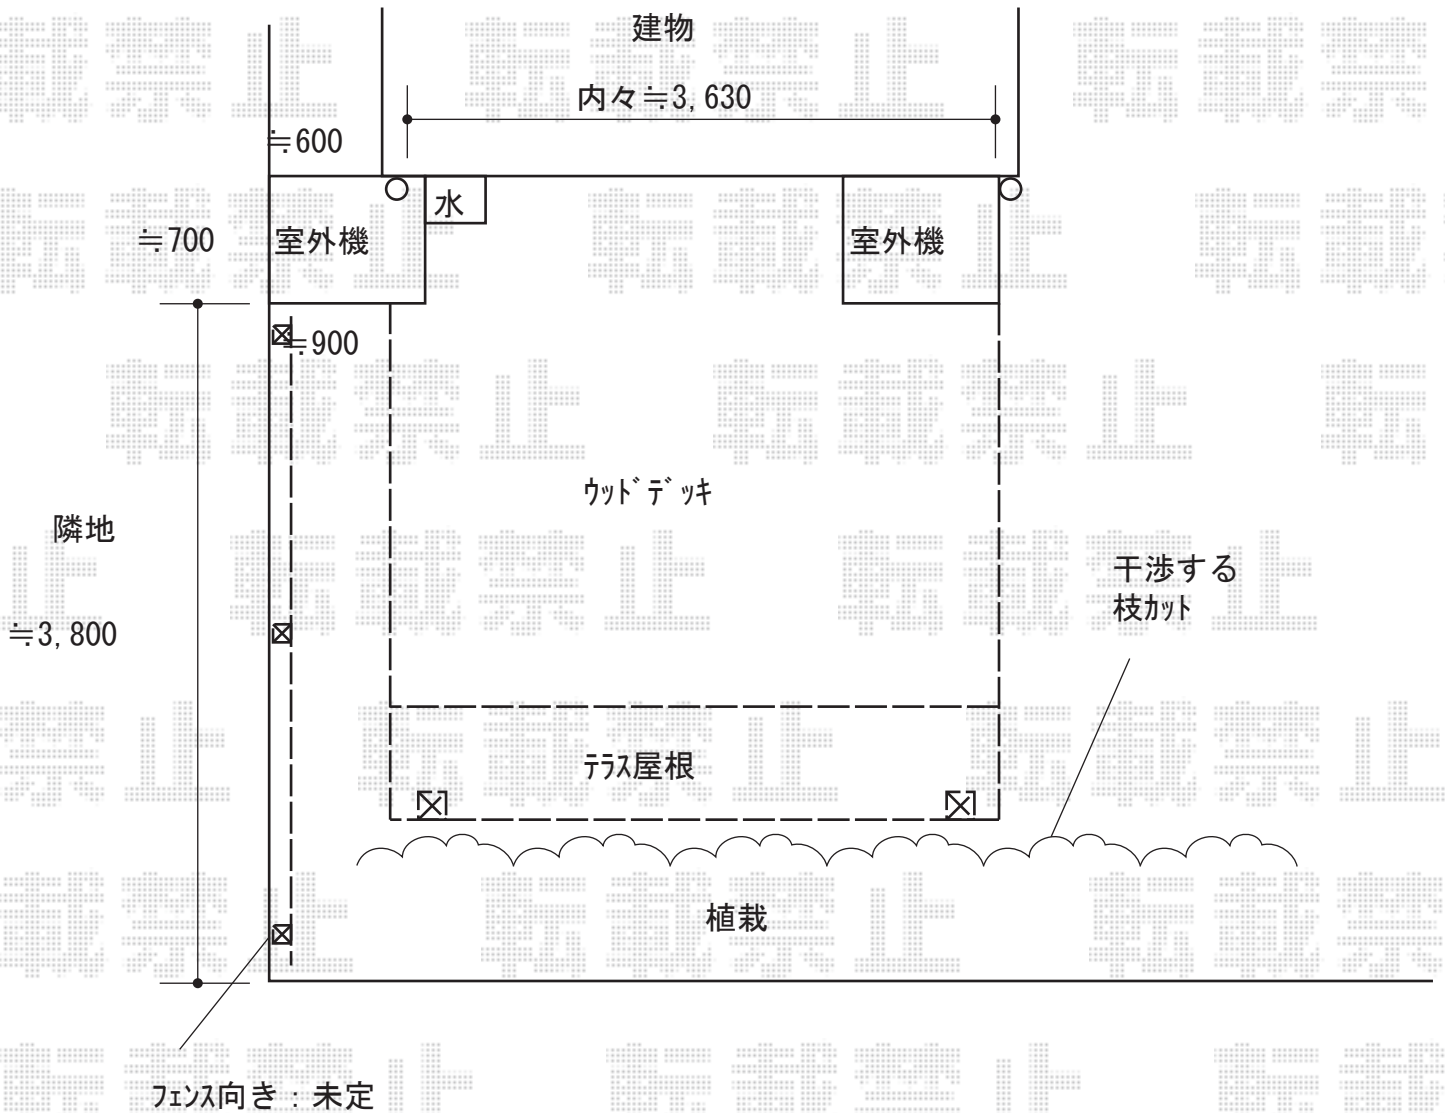 建物
内々≒3,630
≒600
水
≒700
室外機
室外機
≒900
ｳｯﾄﾞﾃﾞｯｷ
隣地
干渉する
枝ｶｯﾄ
≒3,800
ﾃﾗｽ屋根
植栽
ﾌｪﾝｽ向き：未定
転載禁止